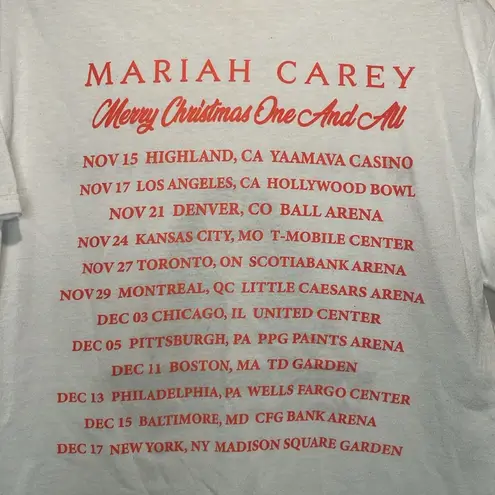 MARIAH CAREY
Merry Christmas One And All
NOV 15 HIGHLAND, CA YAAMAVA CASINO
NOV 17 LOS ANGELES, CA HOLLYWOOD BOWL
NOV 21 DENVER, CO BALL ARENA
NOV 24 KANSAS CITY, MO T-MOBILE CENTER
NOV 27 TORONTO, ON SCOTIABANK ARENA
NOV 29 MONTREAL, QC LITTLE CAESARS ARENA
DEC 03 CHICAGO, IL UNITED CENTER
DEC 05 PITTSBURGH, PA PPG PAINTS ARENA
DEC 11 BOSTON, MA TD GARDEN
DEC 13 PHILADELPHIA, PA WELLS FARGO CENTER
DEC 15 BALTIMORE, MD CFG BANK ARENA
DEC 17 NEW YORK, NY MADISON SQUARE GARDEN